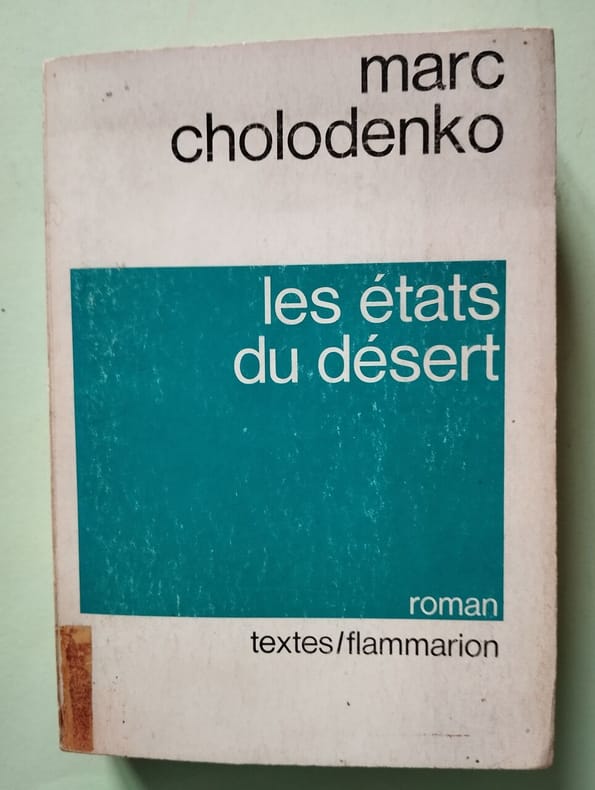 marc
cholodenko
les états
du désert
roman
textes/flammarion